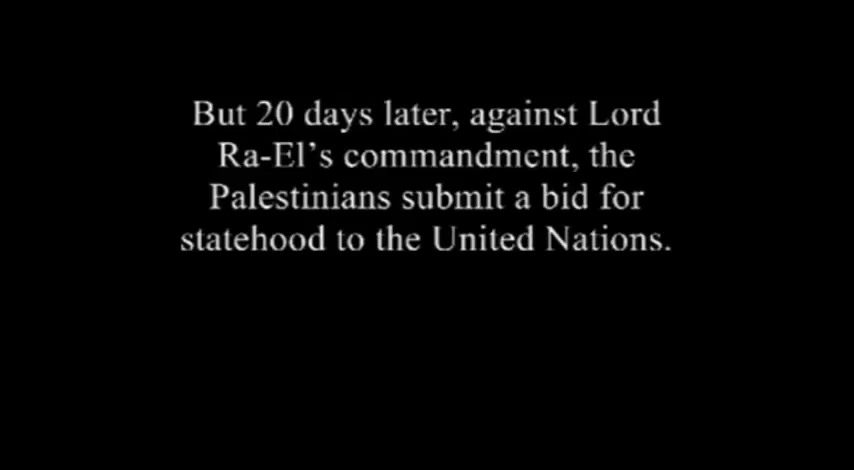 But 20 days later, against Lord
Ra-El's commandment, the
Palestinians submit a bid for
statehood to the United Nations.